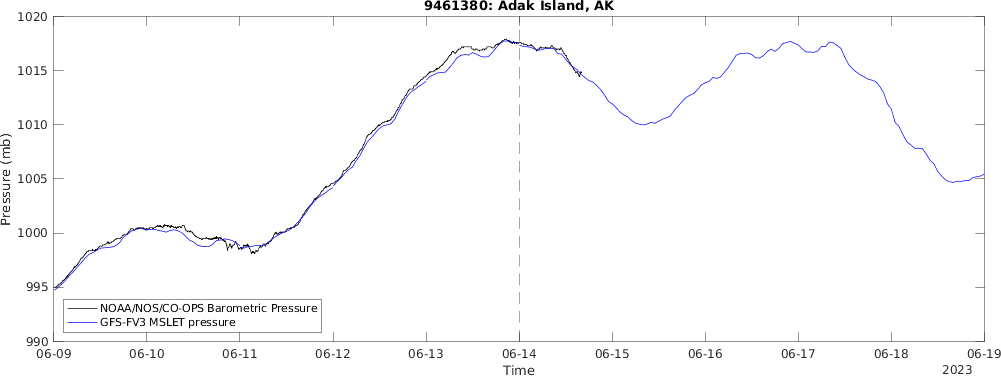 9461380: Adak Island, AK
Pressure (mb)
1020
1015
1010
1005
1000
995
990
NOAA/NOS/CO-OPS Barometric Pressure
GFS-FV3 MSLET pressure
06-09 06-10 06-11 06-12 06-13 06-14 06-15 06-16 06-17 06-18 06-19
Time
2023